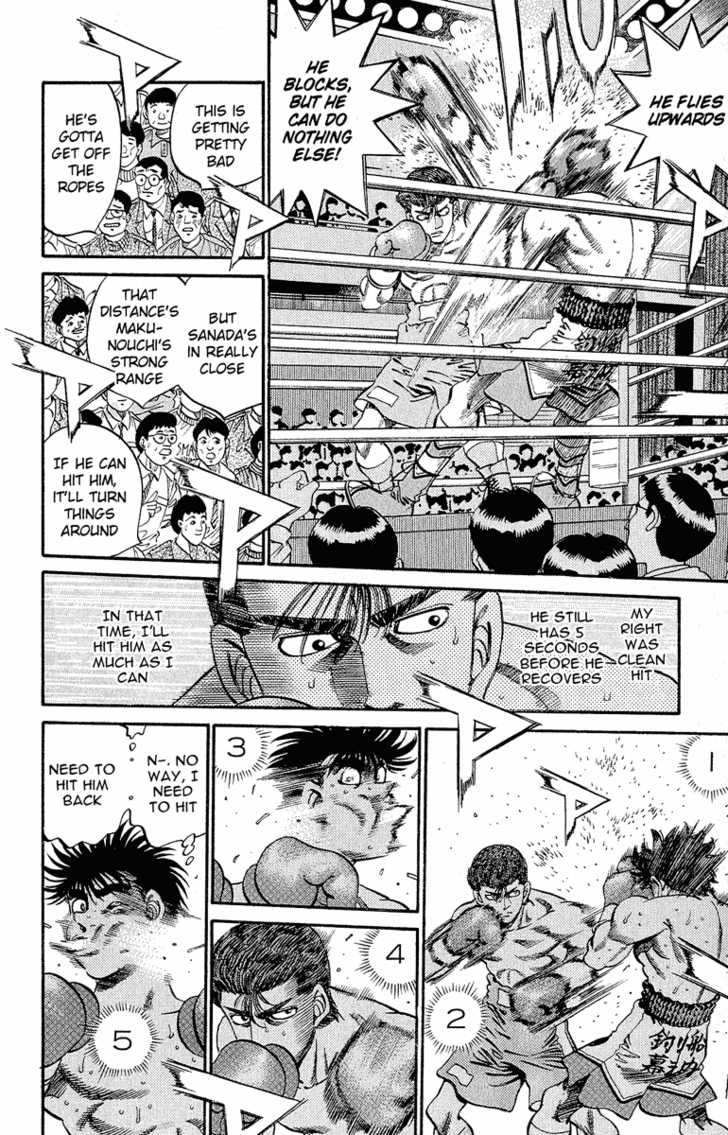 HE FLIES
UPWARDS
HE
BLOCKS,
BUT HE
CAN DO
NOTHING
ELSE!
THIS IS
GETTING
PRETTY
BAD
HE'S
GOTTA
GET OFF
THE
ROPES
BUT
SANADA'S
IN REALLY
CLOSE
THAT
DISTANCE'S
MAKU-
NOUCHI'S
STRONG
RANGE
IF HE CAN
HIT HIM,
IT'LL TURN
THINGS
AROUND
MY
RIGHT
WAS
CLEAN
HIT
HE STILL
HAS 5
SECONDS
BEFORE HE
RECOVERS
IN THAT
TIME, I'LL
HIT HIM AS
MUCH AS I
CAN
1
2
釣り船
3
4
N-. NO
WAY, I
NEED
TO HIT
NEED TO
HIT HIM
BACK
5